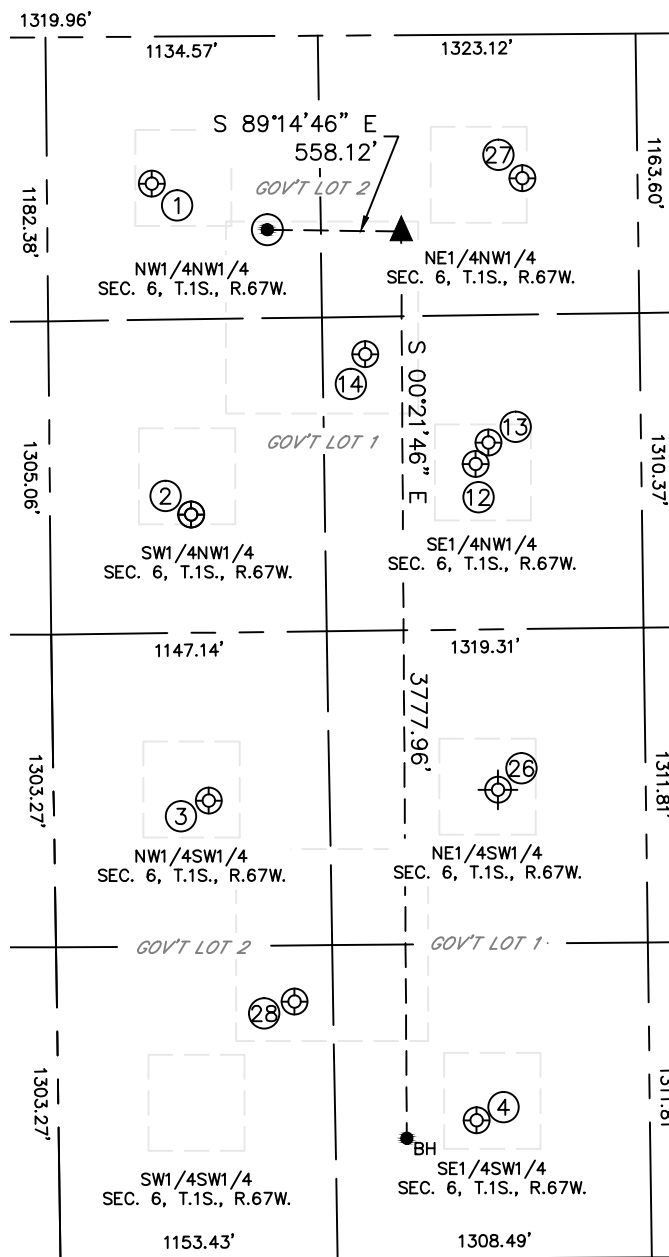 1319.96'
1134.57'
1323.12'
S 89°14'46" E
558.12'
27
1163.60'
1182.38'
GOV'T LOT 2
1
NW1/4NW1/4
SEC. 6, T.1S., R.67W.
NE1/4NW1/4
SEC. 6, T.1S., R.67W.
S 00°21'46" E
14
13
GOV'T LOT 1
1305.06'
1310.37'
2
12
SW1/4NW1/4
SEC. 6, T.1S., R.67W.
SE1/4NW1/4
SEC. 6, T.1S., R.67W.
1147.14'
1319.31'
3777.96'
26
1303.27'
1311.81'
3
NW1/4SW1/4
SEC. 6, T.1S., R.67W.
NE1/4SW1/4
SEC. 6, T.1S., R.67W.
GOV'T LOT 2
GOV'T LOT 1
28
1303.27'
1311.81
4
BH
SW1/4SW1/4
SEC. 6, T.1S., R.67W.
SE1/4SW1/4
SEC. 6, T.1S., R.67W.
1153.43'
1308.49'